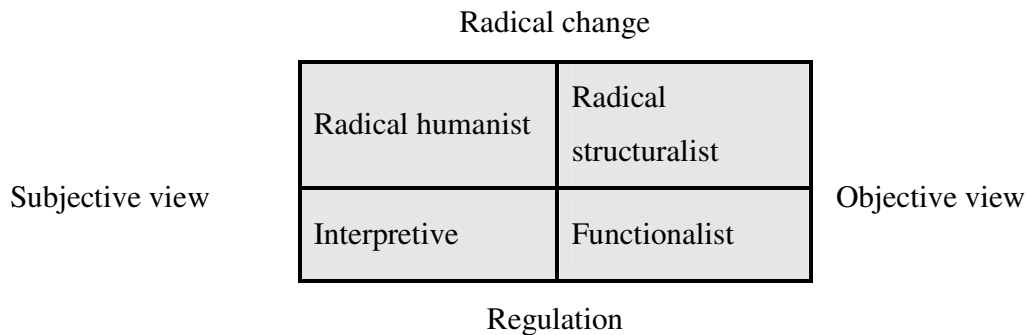 Radical change
Radical humanist
Radical
structuralist
Subjective view
Objective view
Interpretive
Functionalist
Regulation